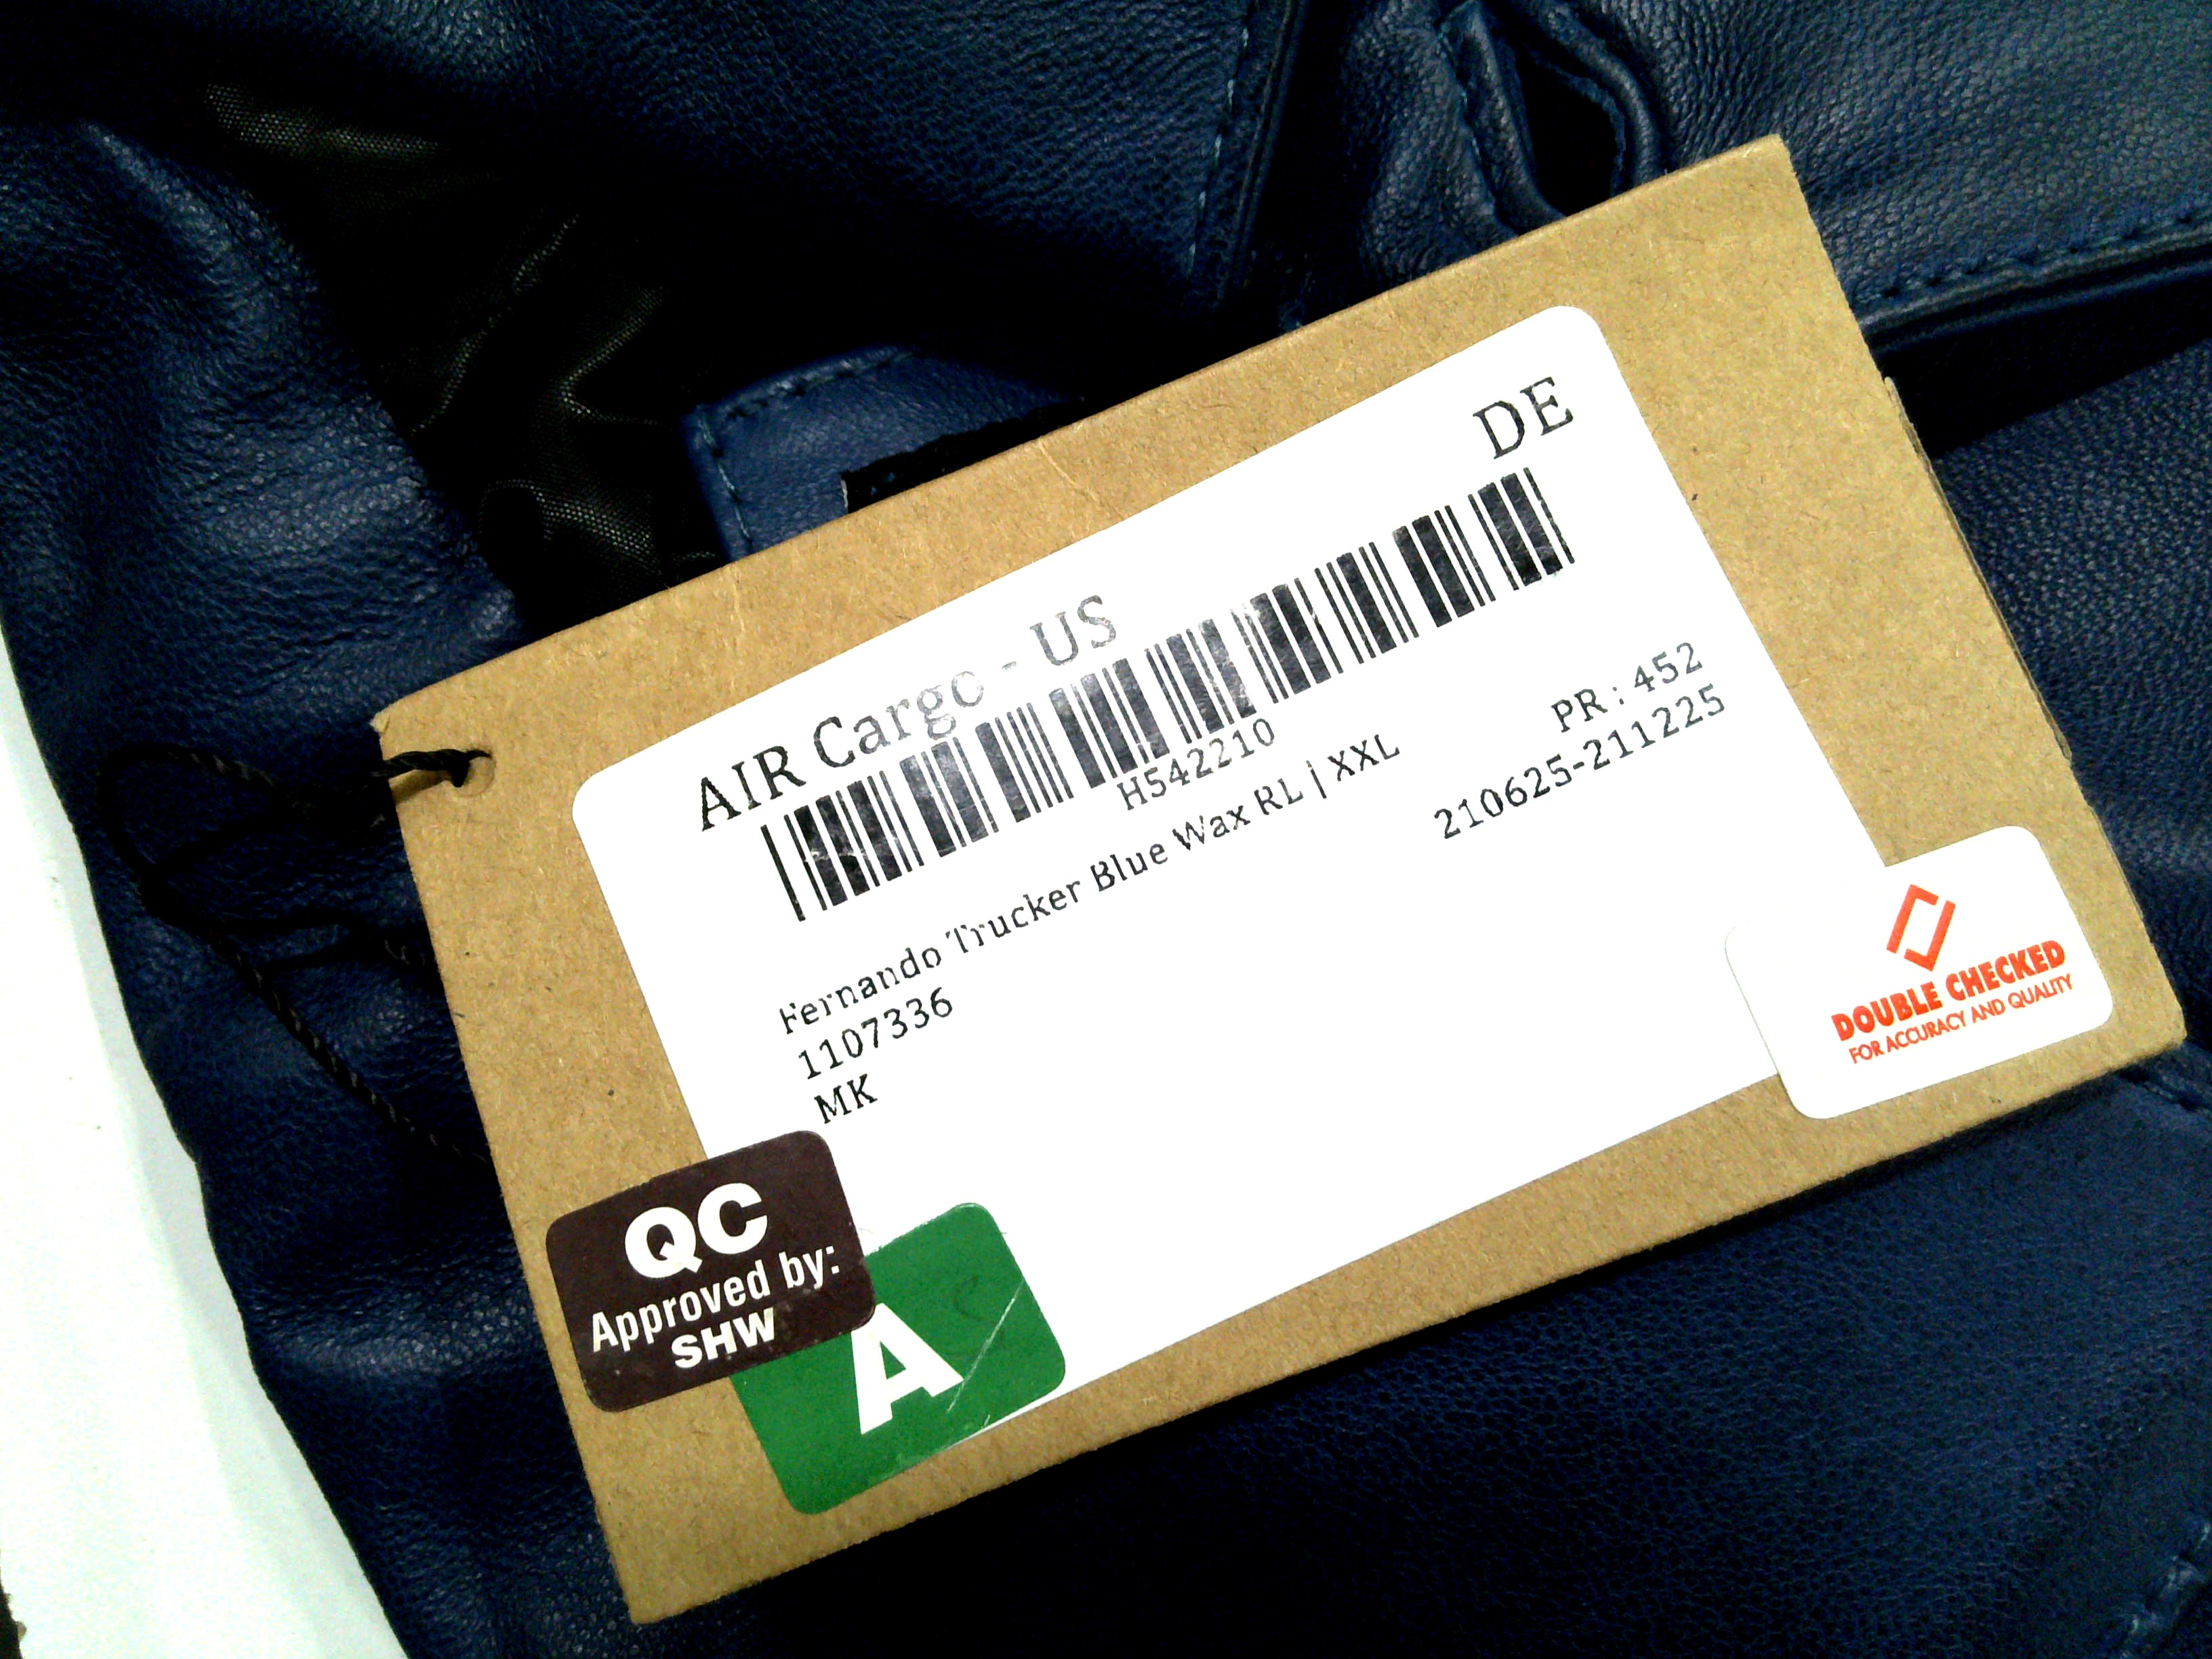 DE
AIR Cargo - US
H542210
Fernando Trucker Blue Wax RL | XXL
PR : 452
1107336
210625-211225
MK
DOUBLE CHECKED
FOR ACCURACY AND QUALITY
QC
Approved by:
SHW
A